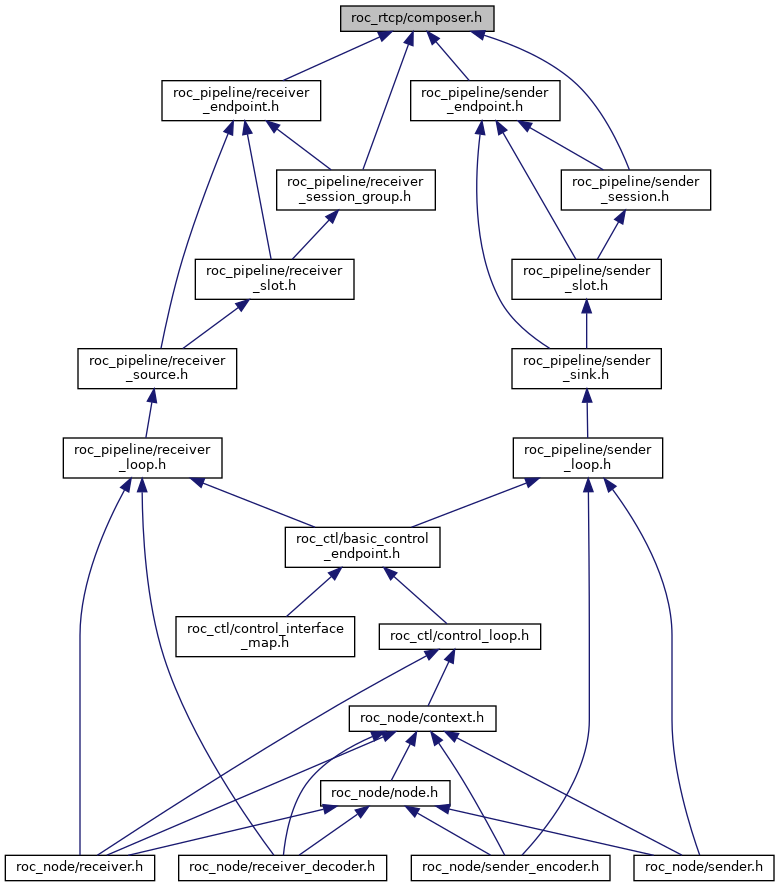 roc_rtcp/composer.h
roc_pipeline/receiver
_endpoint.h
roc_pipeline/sender
_endpoint.h
roc_pipeline/receiver
_session_group.h
roc_pipeline/sender
_session.h
roc_pipeline/receiver
_slot.h
roc_pipeline/sender
_slot.h
roc_pipeline/receiver
_source.h
roc_pipeline/sender
_sink.h
roc_pipeline/receiver
_loop.h
roc_pipeline/sender
_loop.h
roc_ctl/basic_control
_endpoint.h
roc_ctl/control_interface
_map.h
roc_ctl/control_loop.h
roc_node/context.h
roc_node/node.h
roc_node/receiver.h
roc_node/receiver_decoder.h
roc_node/sender_encoder.h
roc_node/sender.h